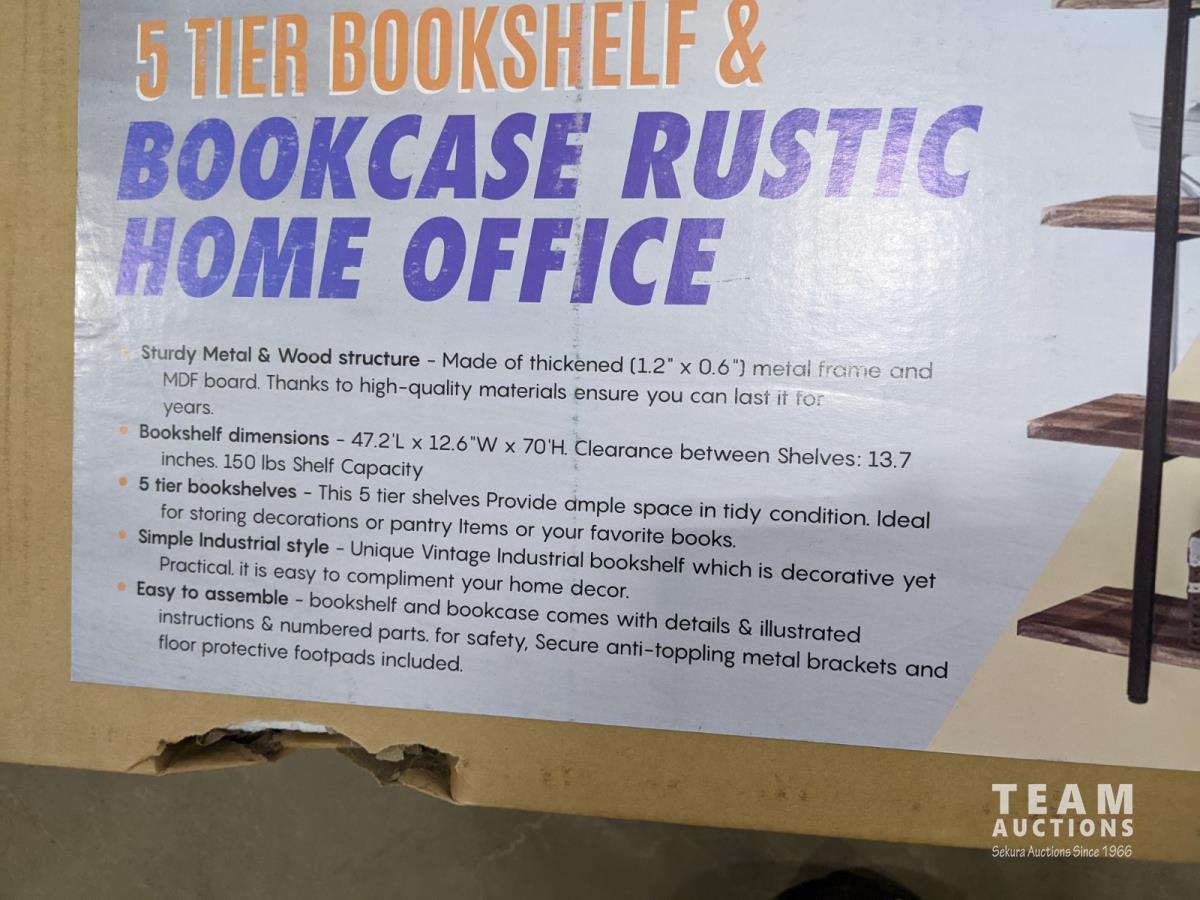 5 TIER BOOKSHELF &
BOOKCASE RUSTIC
HOME OFFICE
• Sturdy Metal & Wood structure - Made of thickened (1.2" x 0.6") metal frame and
MDF board. Thanks to high-quality materials ensure you can last it for
years.
• Bookshelf dimensions - 47.2'L x 12.6"W x 70'H. Clearance between Shelves: 13.7
inches. 150 lbs Shelf Capacity
• 5 tier bookshelves - This 5 tier shelves Provide ample space in tidy condition. Ideal
for storing decorations or pantry Items or your favorite books.
• Simple Industrial style - Unique Vintage Industrial bookshelf which is decorative yet
Practical. it is easy to compliment your home decor.
• Easy to assemble - bookshelf and bookcase comes with details & illustrated
instructions & numbered parts. for safety, Secure anti-toppling metal brackets and
floor protective footpads included.
TEAM
AUCTIONS
Sekura Auctions Since 1966